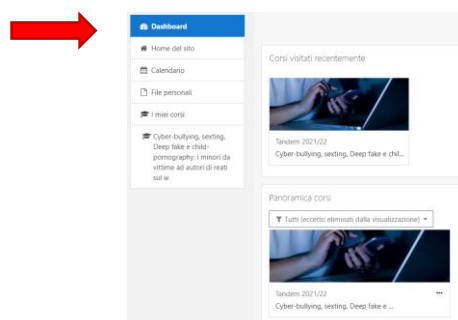 Dashboard
Home del sito
Calendario
File personali
I miei corsi
Cyber-bullying, sexting,
Deep fake e child-
pornography: i minori da
vittime ad autori di reati
sul w
Corsi visitati recentemente
Tandem 2021/22
Cyber-bullying, sexting, Deep fake e chil...
Panoramica corsi
Tutti (eccetto eliminati dalla visualizzazione)
Tandem 2021/22
Cyber-bullying, sexting, Deep fake e ...